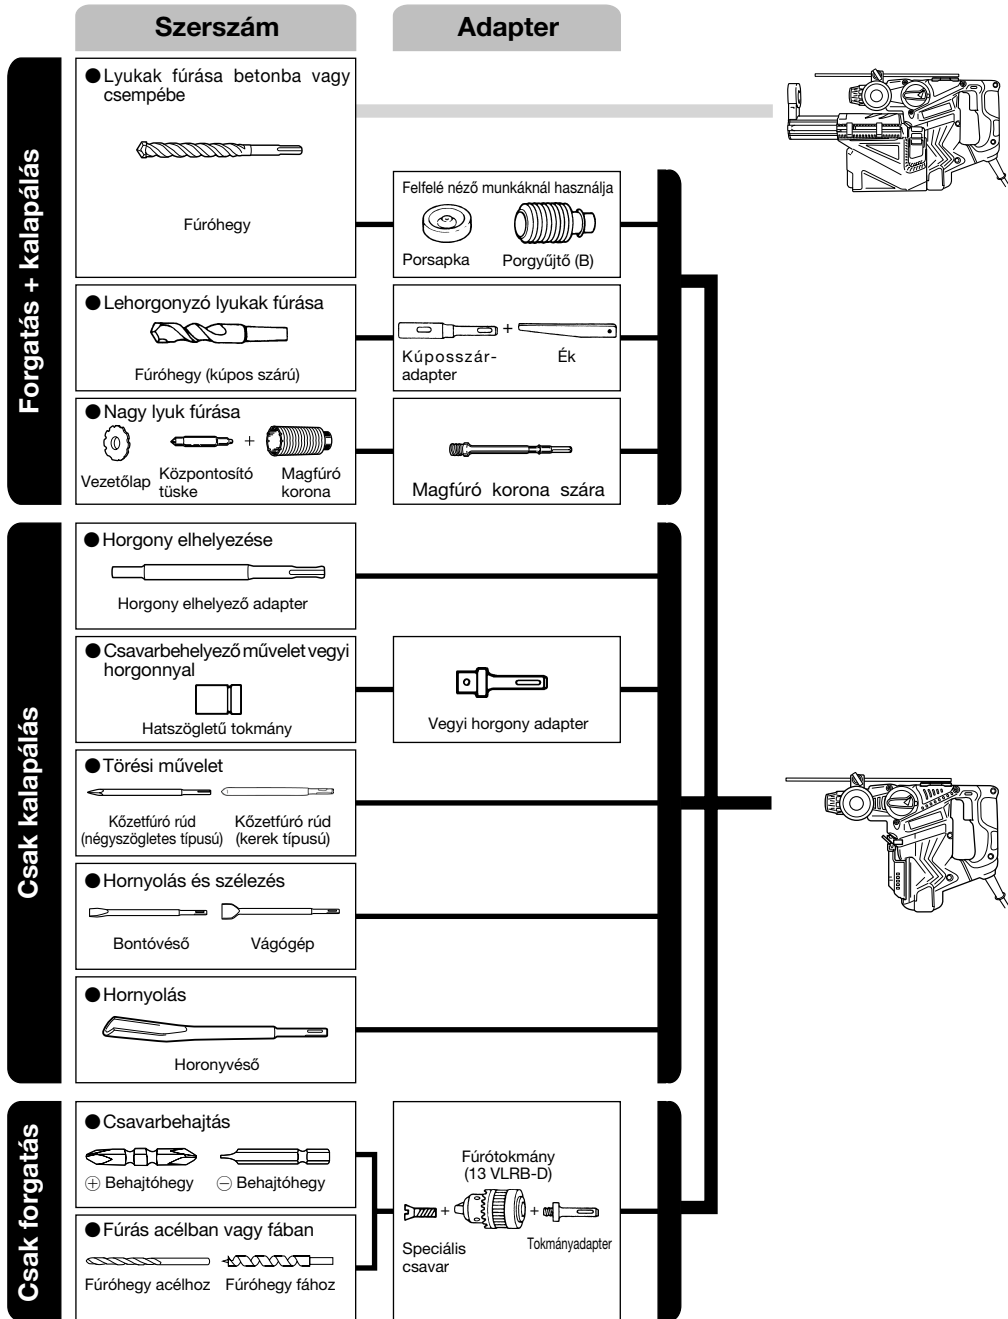 Szerszám
Adapter
Forgatás + kalapálás
● Lyukak fúrása betonba vagy
csempébe
Fúróhegy
Felfelé néző munkáknál használja
Porsapka
Porgyűjtő (B)
● Lehorgonyzó lyukak fúrása
Fúróhegy (kúpos szárú)
+
Kúposszár-
adapter
Ék
● Nagy lyuk fúrása
+
Vezetőlap
Központosító
tüske
Magfúró
korona
Magfúró korona szára
Csak kalapálás
● Horgony elhelyezése
Horgony elhelyező adapter
● Csavarbehelyező művelet vegyi
horgonnyal
Hatszögletű tokmány
Vegyi horgony adapter
● Törési művelet
Kőzetfúró rúd
(négyszögletes típusú)
Kőzetfúró rúd
(kerek típusú)
● Hornyolás és szélezés
Bontóvéső
Vágógép
● Hornyolás
Horonyvéső
Csak forgatás
● Csavarbehajtás
⊕ Behajtóhegy
⊖ Behajtóhegy
● Fúrás acélban vagy fában
Fúróhegy acélhoz
Fúróhegy fához
Fúrótokmány
(13 VLRB-D)
+
+
Speciális
csavar
Tokmányadapter